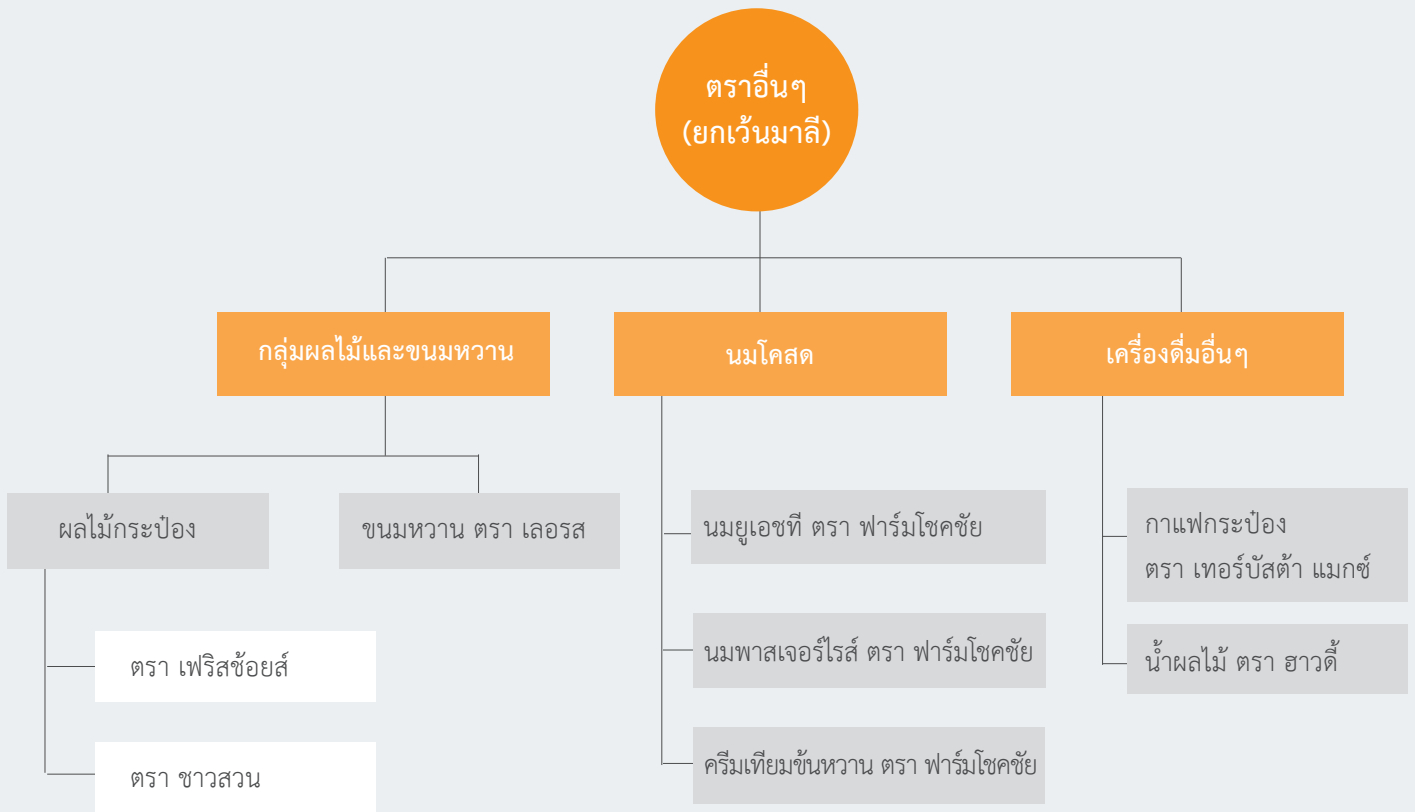 ตราอื่นๆ
(ยกเว้นมาลี)
กลุ่มผลไม้และขนมหวาน
นมโคสด
เครื่องดื่มอื่นๆ
ผลไม้กระป๋อง
ขนมหวาน ตรา เลอรส
ตรา เฟริสช้อยส์
ตรา ชาวสวน
นมยูเอชที ตรา ฟาร์มโชคชัย
นมพาสเจอร์ไรส์ ตรา ฟาร์มโชคชัย
ครีมเทียมข้นหวาน ตรา ฟาร์มโชคชัย
กาแฟกระป๋อง
ตรา เทอร์บัสต้า แมกซ์
น้ำผลไม้ ตรา ฮาวดี้